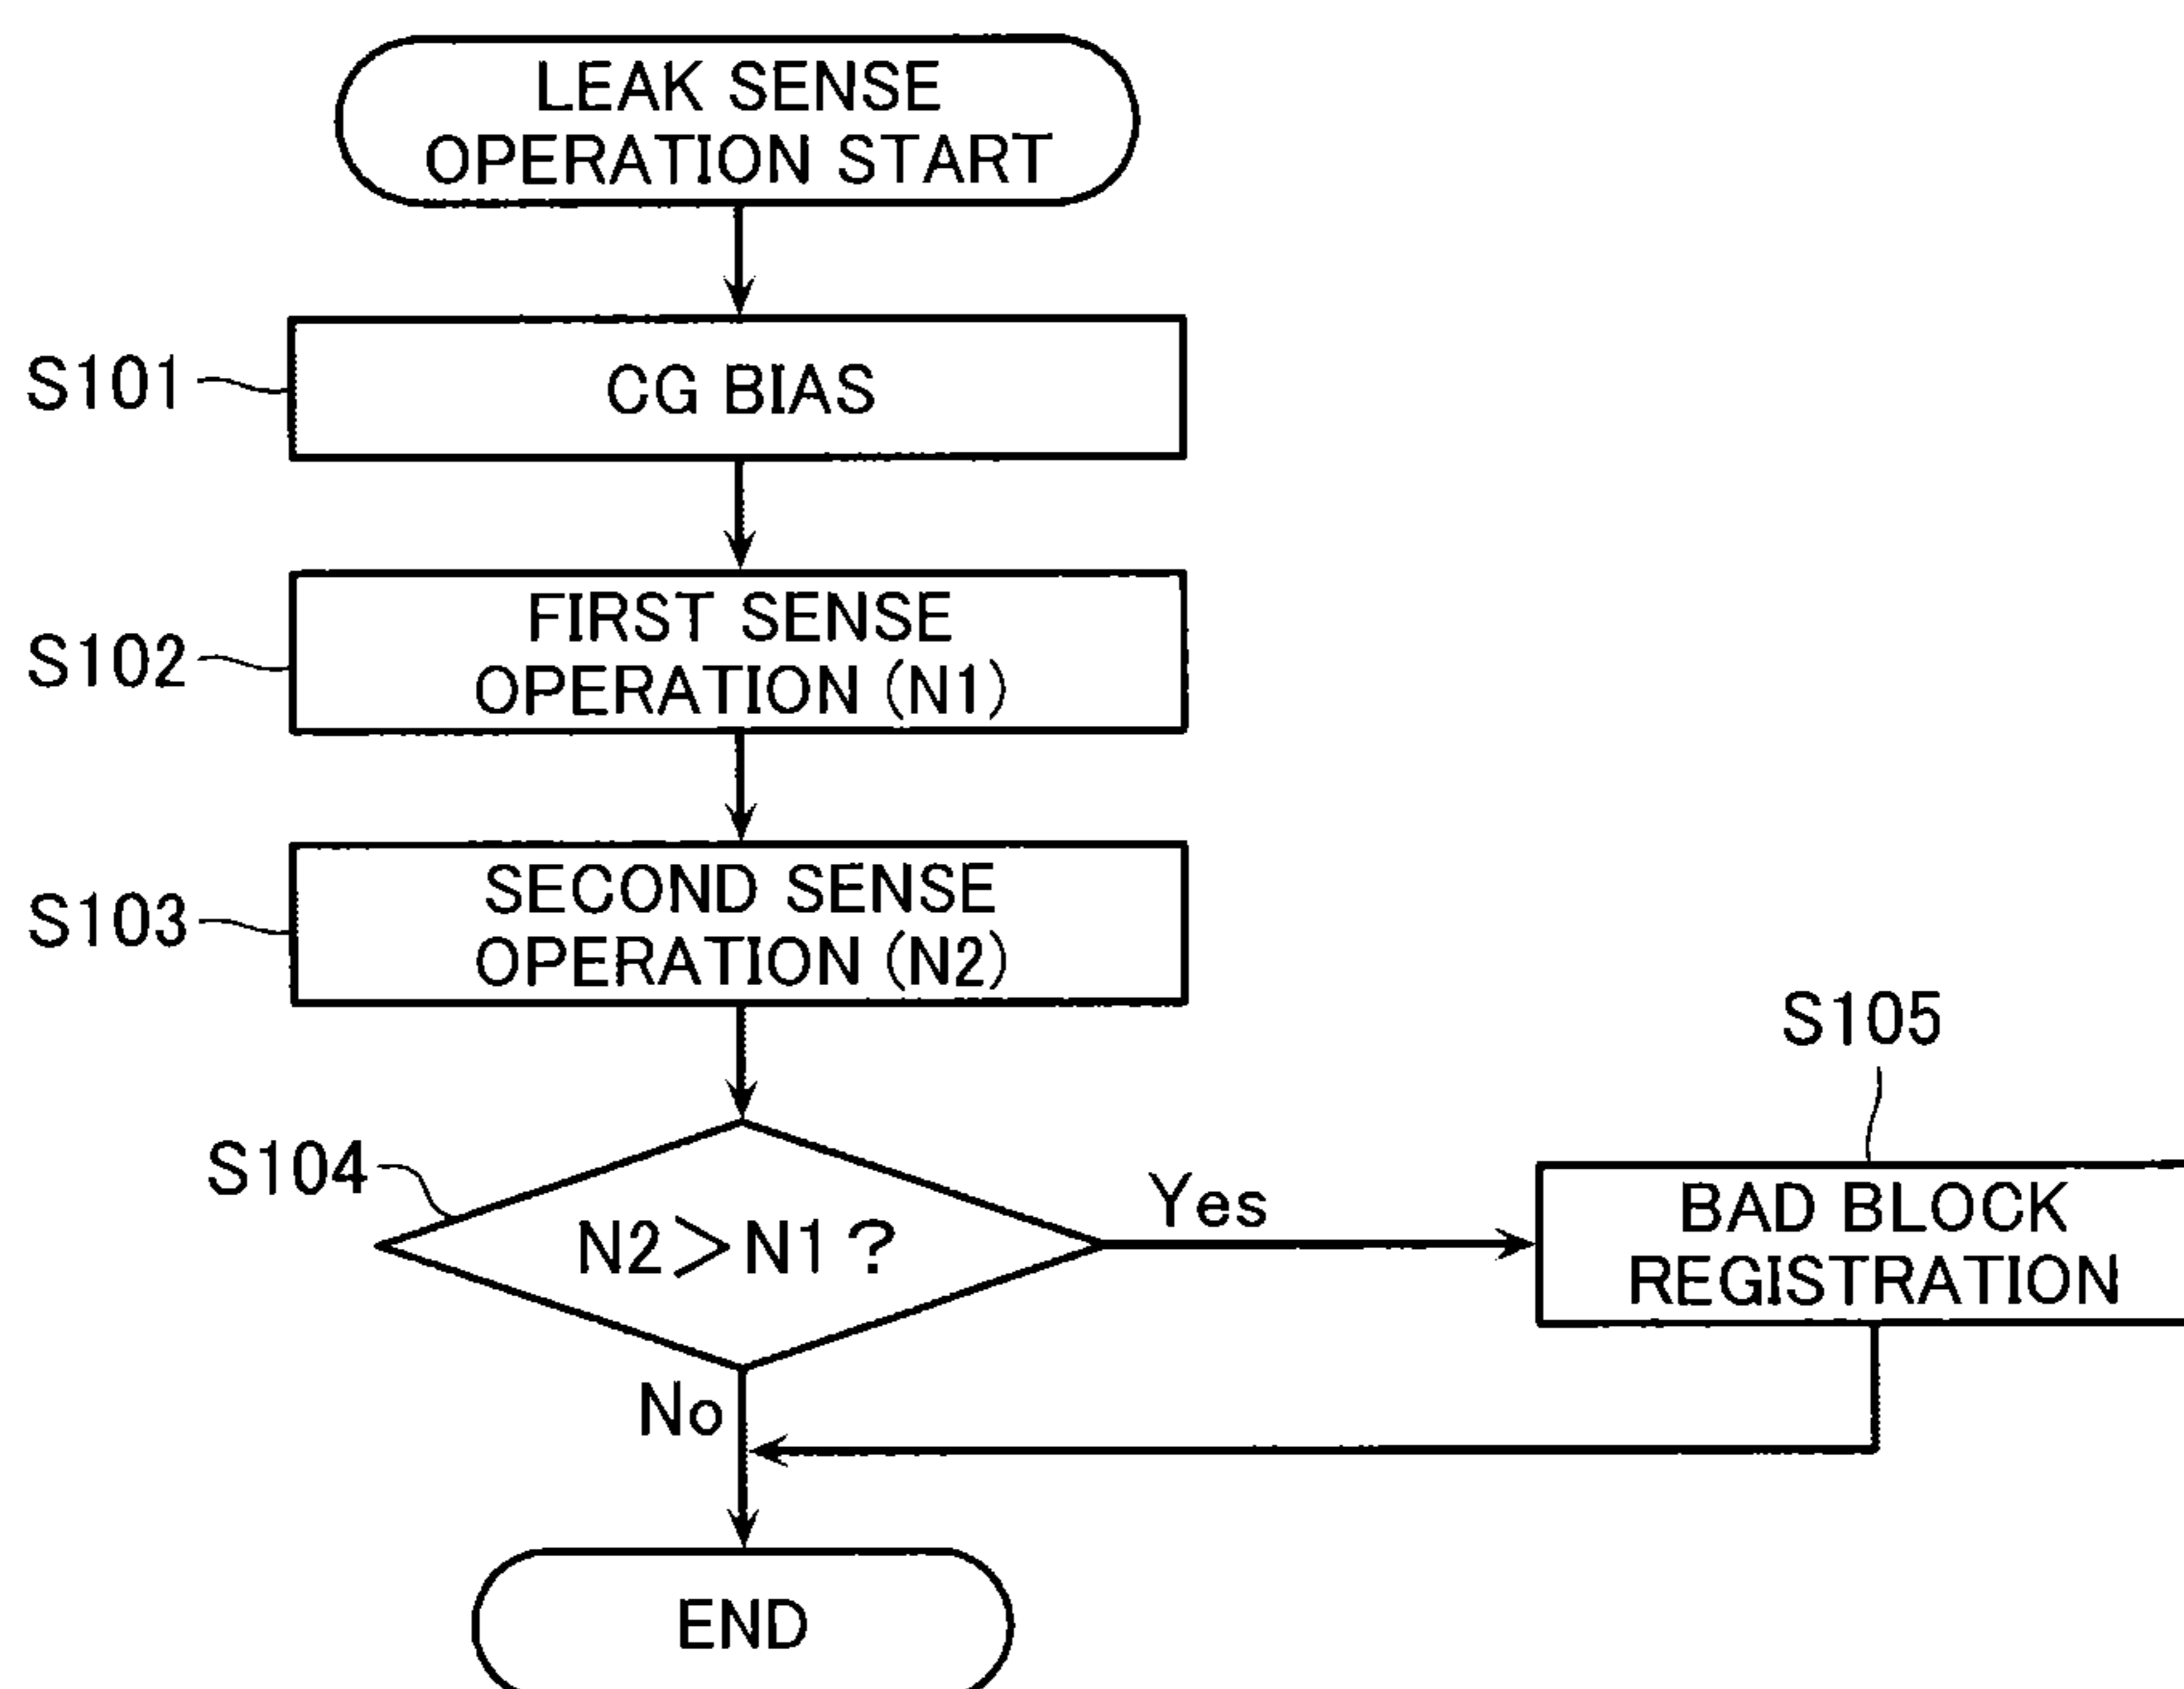 LEAK SENSE
OPERATION START
S101
CG BIAS
S102
FIRST SENSE
OPERATION (N1)
S103
SECOND SENSE
OPERATION (N2)
S104
N2>N1?
Yes
S105
BAD BLOCK
REGISTRATION
No
END